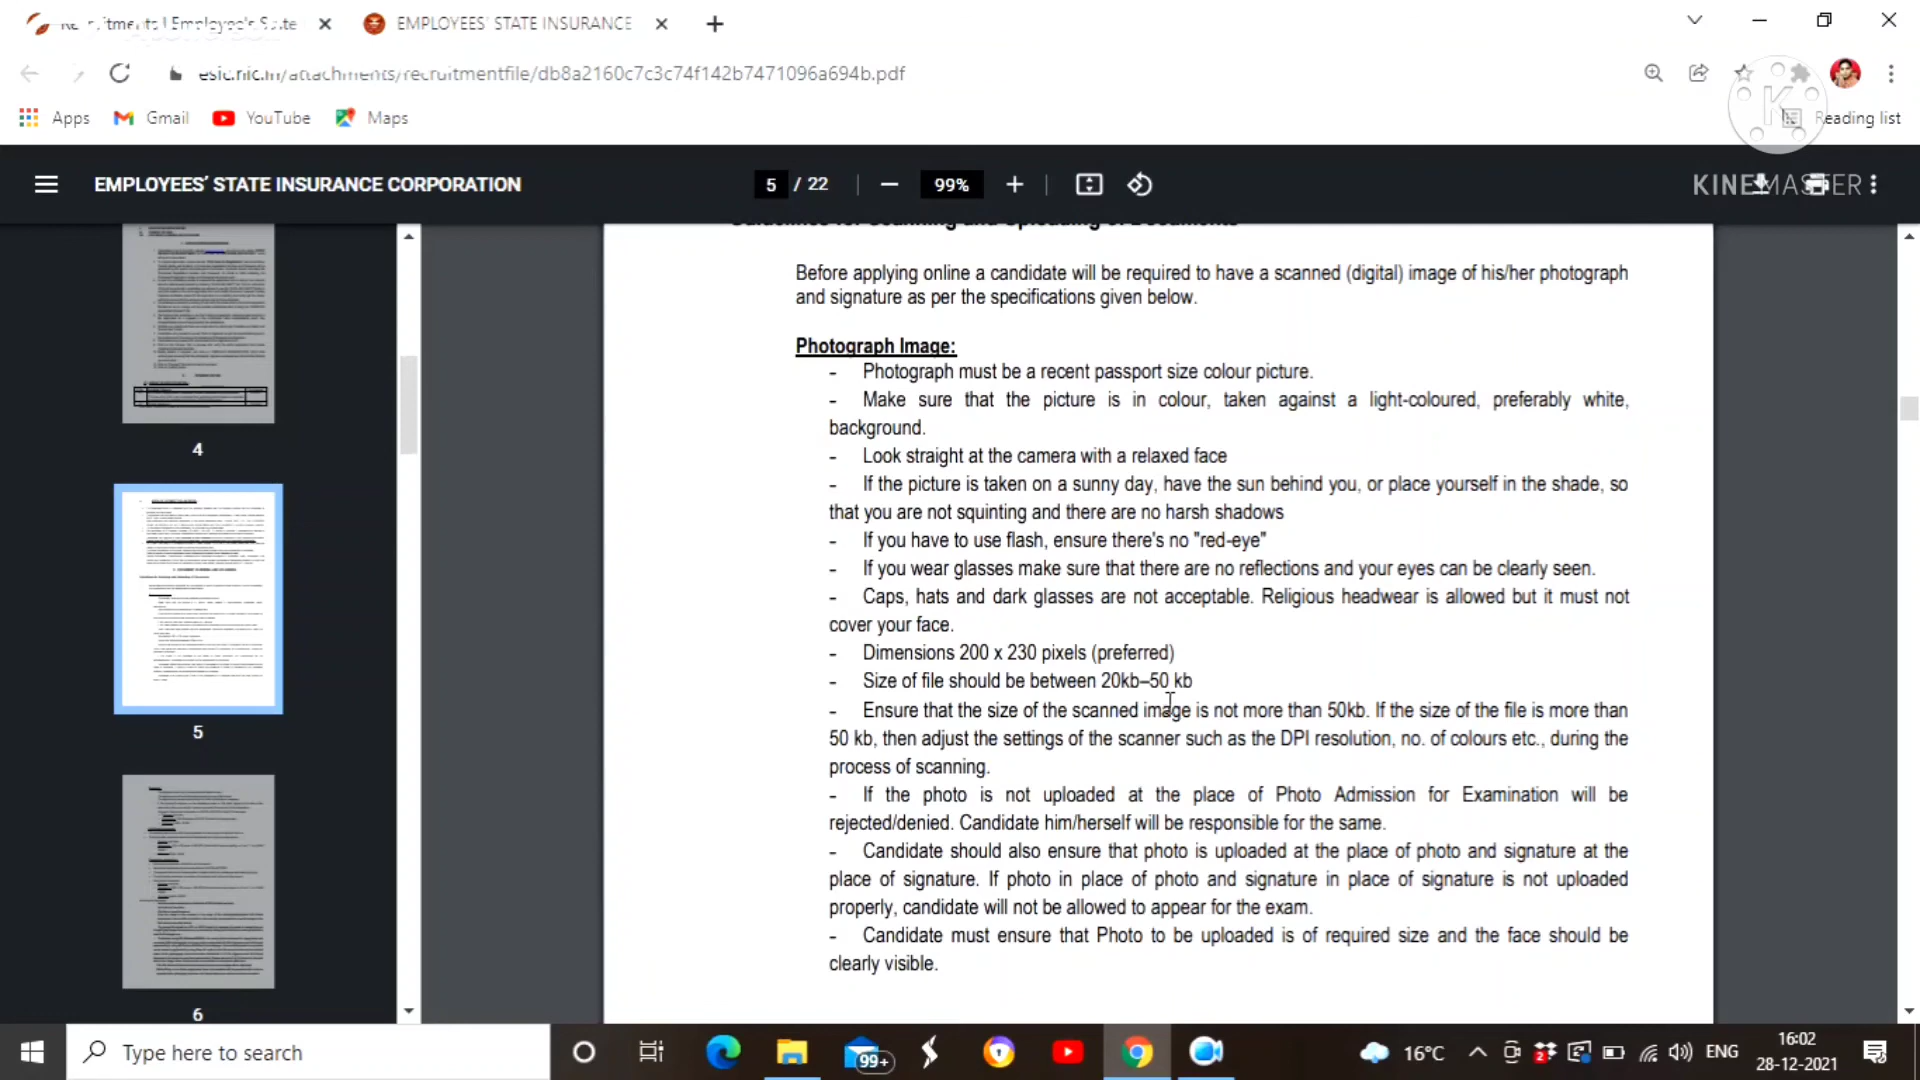 Employee's State
EMPLOYEES' STATE INSURANCE
esic.nic.in/attachments/recruitmentfile/db8a2160c7c3c74f142b7471096a694b.pdf
Apps Gmail YouTube Maps Reading list
K
EMPLOYEES' STATE INSURANCE CORPORATION 5 / 22 99%
KINEMASTER
Guidelines for Scanning and Uploading of Documents
Before applying online a candidate will be required to have a scanned (digital) image of his/her photograph
and signature as per the specifications given below.
Photograph Image:
- Photograph must be a recent passport size colour picture.
- Make sure that the picture is in colour, taken against a light-coloured, preferably white,
background.
- Look straight at the camera with a relaxed face
- If the picture is taken on a sunny day, have the sun behind you, or place yourself in the shade, so
that you are not squinting and there are no harsh shadows
- If you have to use flash, ensure there's no "red-eye"
- If you wear glasses make sure that there are no reflections and your eyes can be clearly seen.
- Caps, hats and dark glasses are not acceptable. Religious headwear is allowed but it must not
cover your face.
- Dimensions 200 x 230 pixels (preferred)
- Size of file should be between 20kb–50 kb
- Ensure that the size of the scanned image is not more than 50kb. If the size of the file is more than
50 kb, then adjust the settings of the scanner such as the DPI resolution, no. of colours etc., during the
process of scanning.
- If the photo is not uploaded at the place of Photo Admission for Examination will be
rejected/denied. Candidate him/herself will be responsible for the same.
- Candidate should also ensure that photo is uploaded at the place of photo and signature at the
place of signature. If photo in place of photo and signature in place of signature is not uploaded
properly, candidate will not be allowed to appear for the exam.
- Candidate must ensure that Photo to be uploaded is of required size and the face should be
clearly visible.
4
5
6
Type here to search
99+
16°C
2
ENG
16:02
28-12-2021